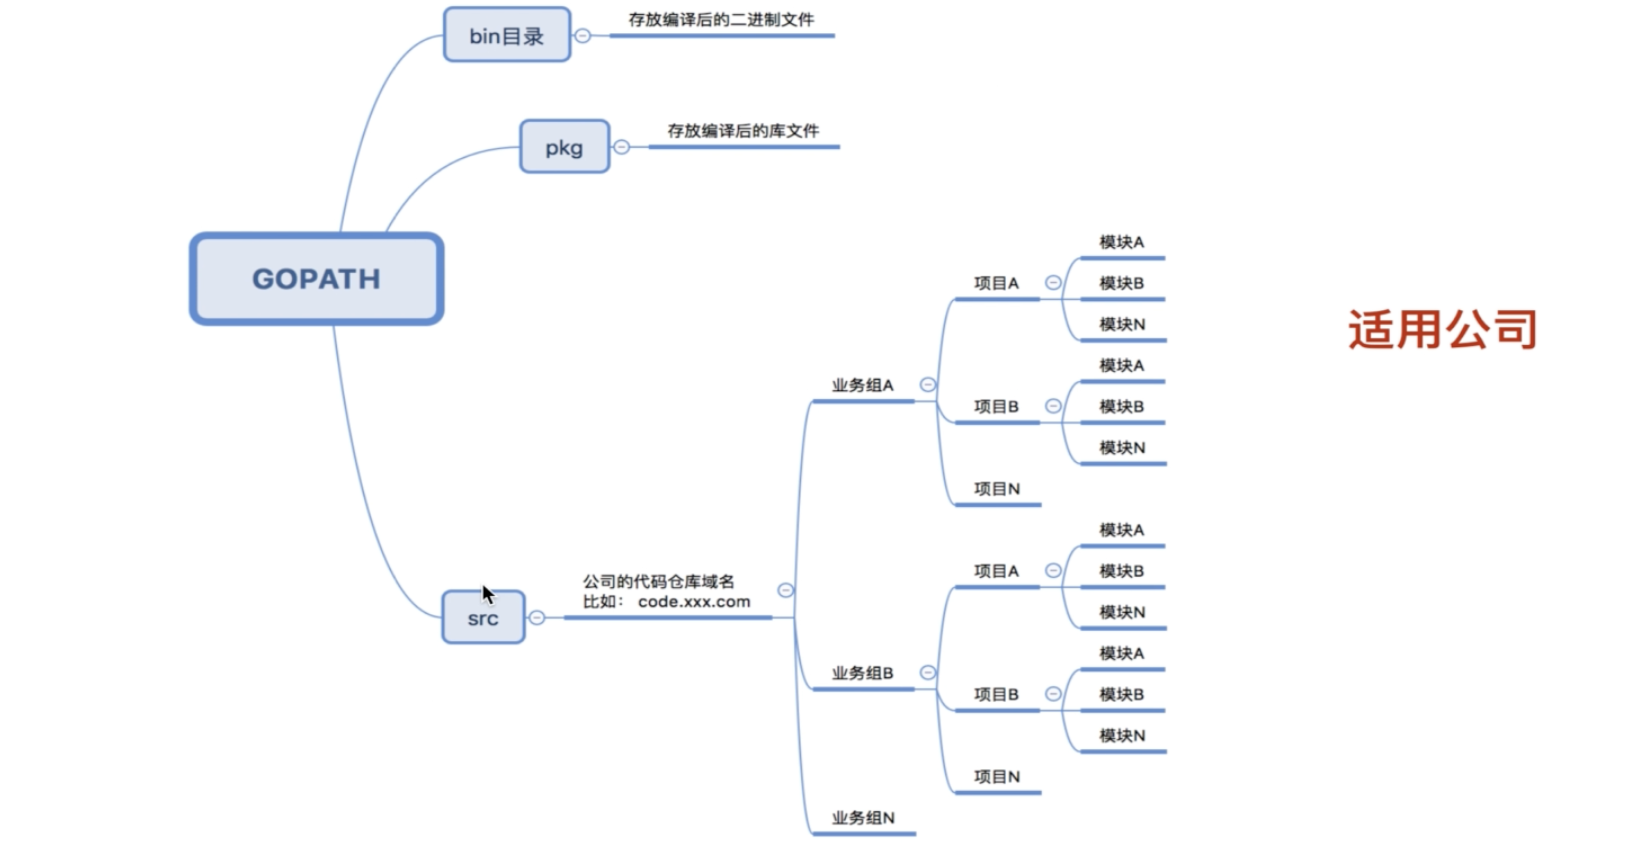 bin目录
存放编译后的二进制文件
pkg
存放编译后的库文件
GOPATH
适用公司
src
公司的代码仓库域名
比如： code.xxx.com
业务组A
项目A
模块A
模块B
模块N
项目B
模块A
模块B
模块N
项目N
业务组B
项目A
模块A
模块B
模块N
项目B
模块A
模块B
模块N
项目N
业务组N